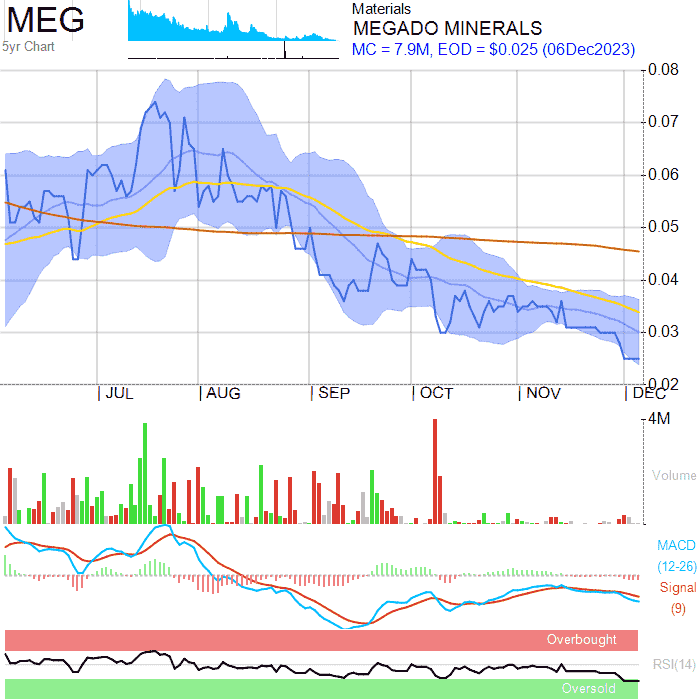 MEG
5yr Chart
Materials
MEGADO MINERALS
MC = 7.9M, EOD = $0.025 (06Dec2023)
0.08
0.07
0.06
0.05
0.04
0.03
0.02
JUL
AUG
SEP
OCT
NOV
DEC
4M
Volume
MACD
(12-26)
Signal
(9)
Overbought
RSI(14)
Oversold